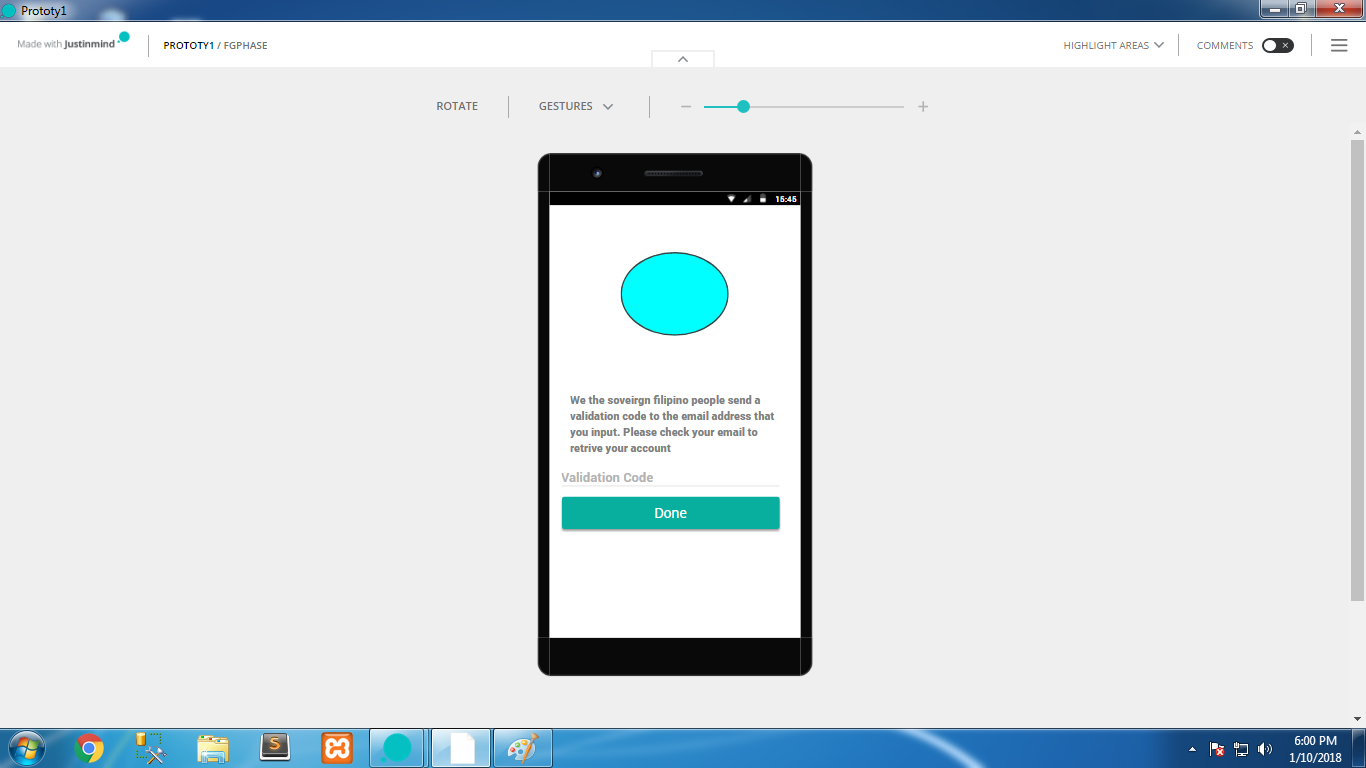 Prototy1
Made with Justinmind
PROTOTY1 / FGPHASE
HIGHLIGHT AREAS
COMMENTS
ROTATE
GESTURES
15:45
We the soveirgn filipino people send a
validation code to the email address that
you input. Please check your email to
retrive your account
Validation Code
Done
S
6:00 PM
1/10/2018